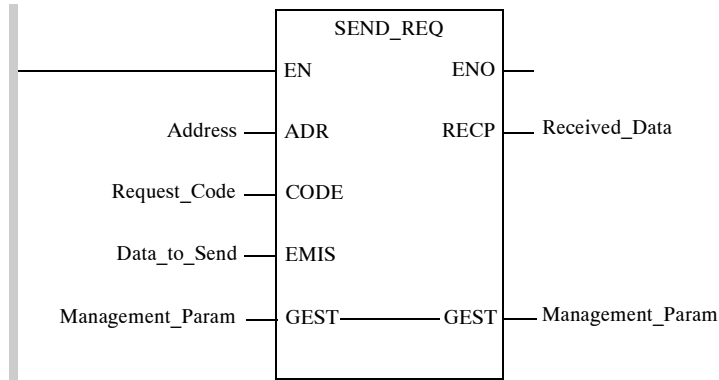 SEND_REQ
EN ENO
Address ADR RECP Received_Data
Request_Code CODE
Data_to_Send EMIS
Management_Param GEST GEST Management_Param